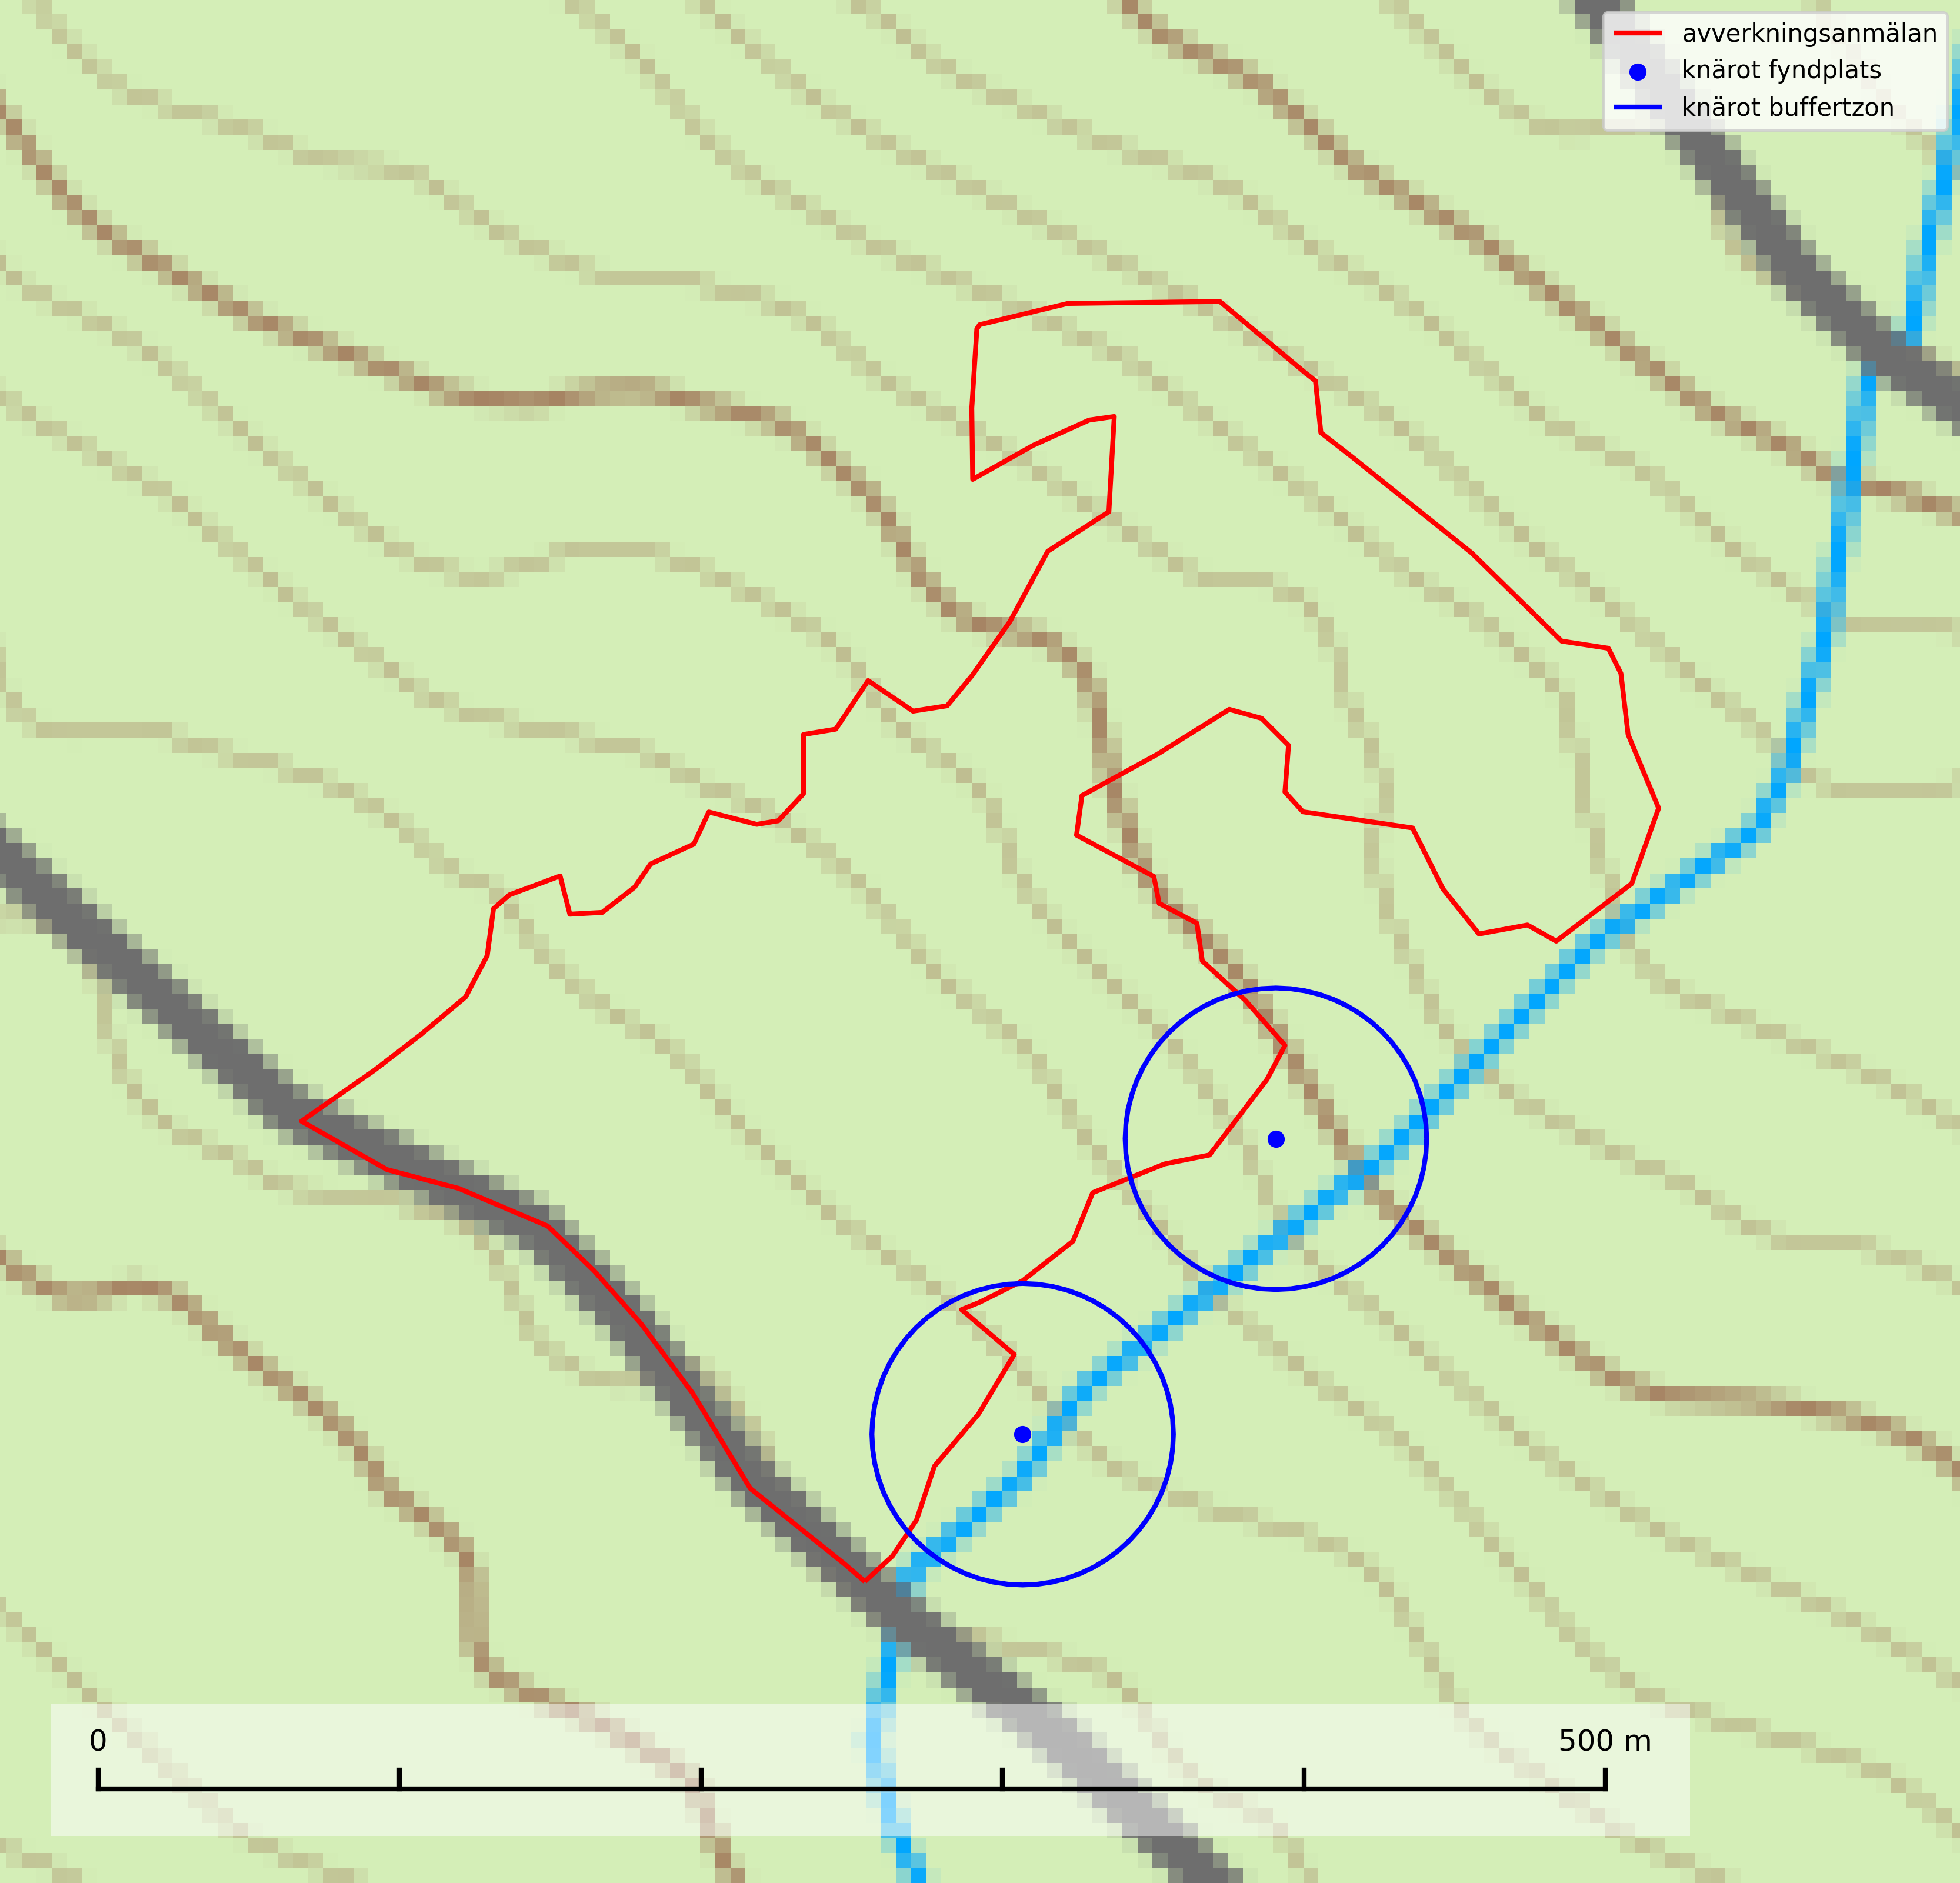 avverkningsanmälan
knärot fyndplats
knärot buffertzon
0
500 m